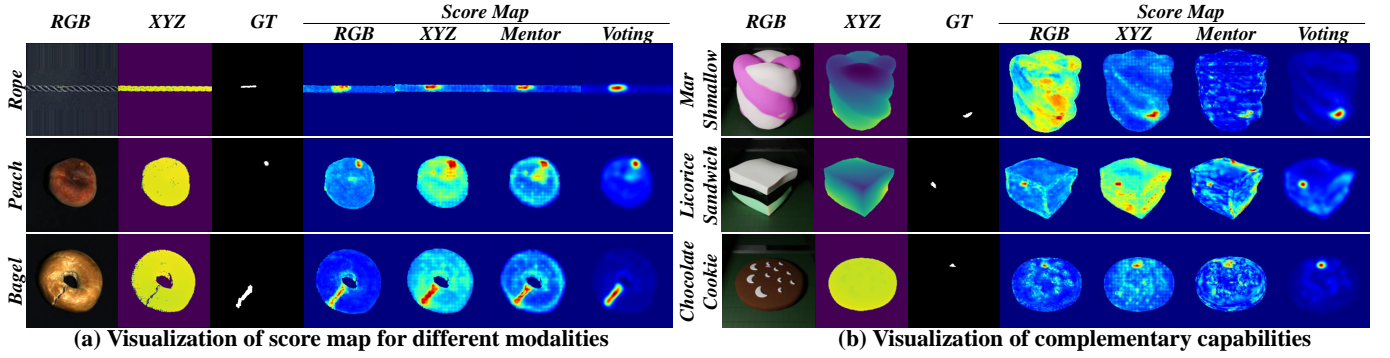 RGB XYZ GT Score Map
RGB XYZ Mentor Voting
Rope
Peach
Bagel
(a) Visualization of score map for different modalities
RGB XYZ GT Score Map
RGB XYZ Mentor Voting
Mar
Shmallow
Licorice
Sandwich
Chocolate
Cookie
(b) Visualization of complementary capabilities